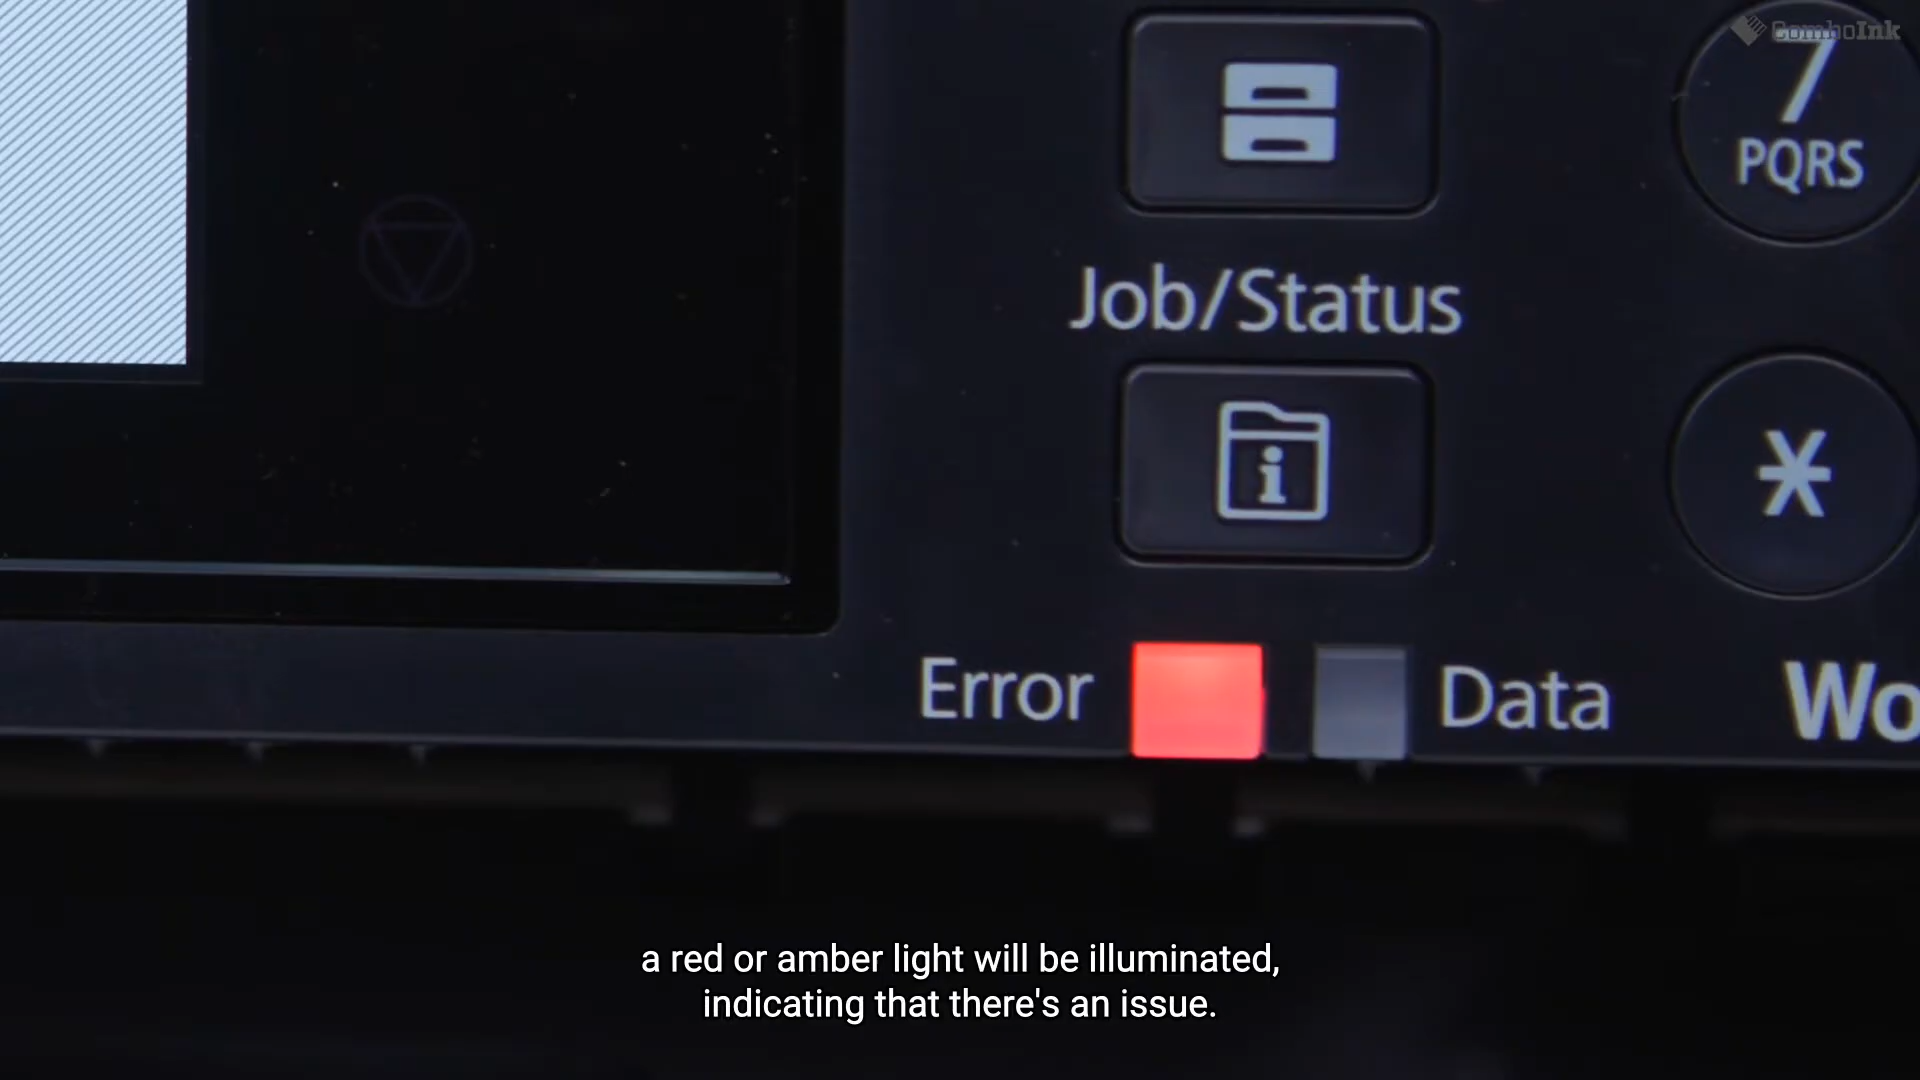 ComboInk
7
PQRS
Job/Status
i
*
Error
Data
Wo
a red or amber light will be illuminated,
indicating that there's an issue.